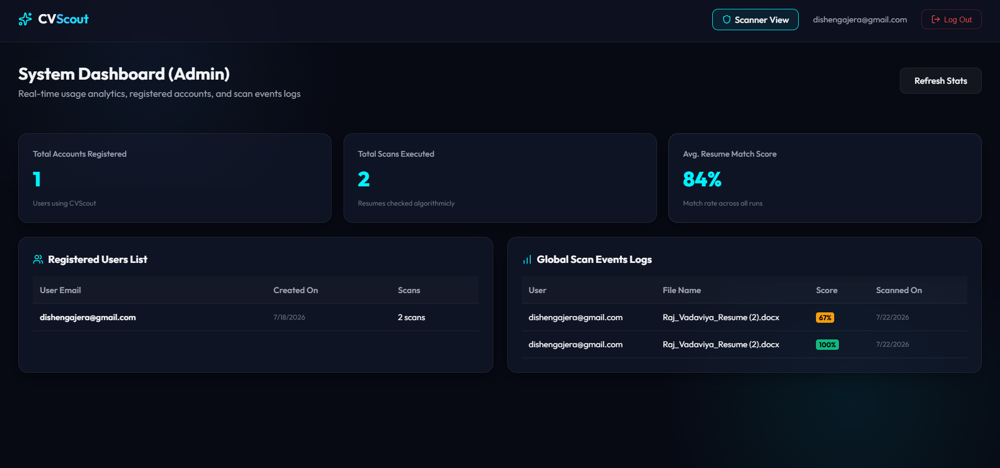 CVScout
Scanner View
dishengajera@gmail.com
Log Out
System Dashboard (Admin)
Real-time usage analytics, registered accounts, and scan events logs
Refresh Stats
Total Accounts Registered
1
Users using CVScout
Total Scans Executed
2
Resumes checked algorithmicly
Avg. Resume Match Score
84%
Match rate across all runs
Registered Users List
User Email Created On Scans
dishengajera@gmail.com 7/18/2026 2 scans
Global Scan Events Logs
User File Name Score Scanned On
dishengajera@gmail.com Raj_Vadaviya_Resume (2).docx 67% 7/22/2026
dishengajera@gmail.com Raj_Vadaviya_Resume (2).docx 100% 7/22/2026